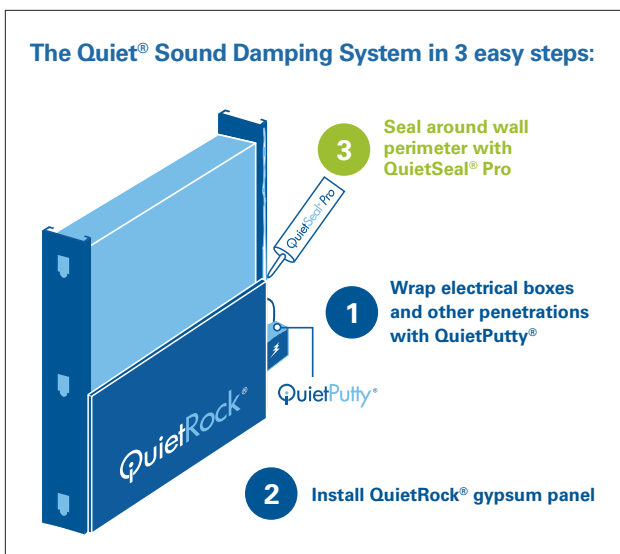 The Quiet® Sound Damping System in 3 easy steps:
3
Seal around wall
perimeter with
QuietSeal® Pro
QuietSeal® Pro
1
Wrap electrical boxes
and other penetrations
with QuietPutty®
QuietPutty®
QuietRock®
2
Install QuietRock® gypsum panel